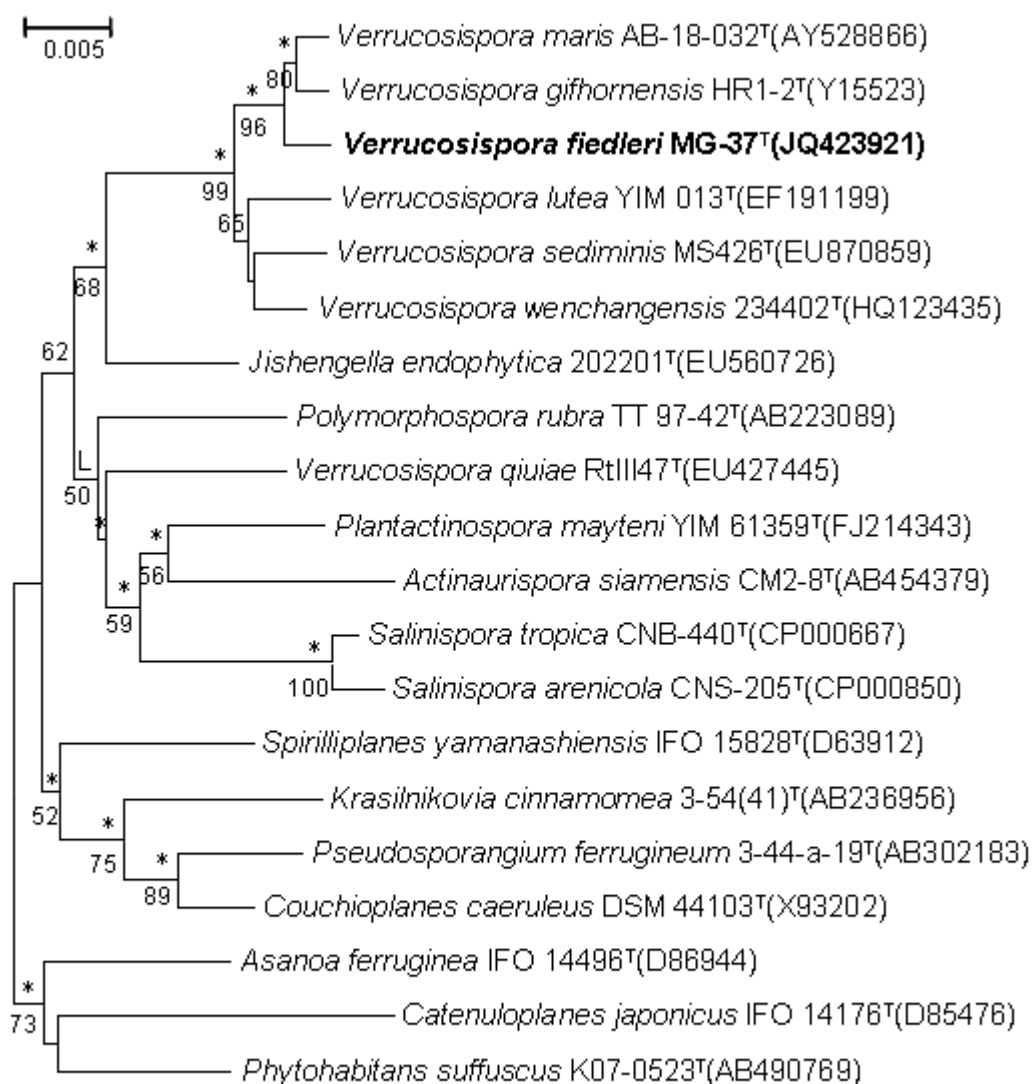 0.005
* Verrucosispora maris AB-18-032ᵀ(AY528866)
80
* Verrucosispora gifhornensis HR1-2ᵀ(Y15523)
96
Verrucosispora fiedleri MG-37ᵀ(JQ423921)
*
99
Verrucosispora lutea YIM 013ᵀ(EF191199)
65
* Verrucosispora sediminis MS426ᵀ(EU870859)
68
Verrucosispora wenchangensis 234402ᵀ(HQ123435)
62
Jishengella endophytica 202201ᵀ(EU560726)
Polymorphospora rubra TT 97-42ᵀ(AB223089)
L
50
Verrucosispora qiuiae RtIII47ᵀ(EU427445)
*
* Plantactinospora mayteni YIM 61359ᵀ(FJ214343)
56
*
59
Actinaurispora siamensis CM2-8ᵀ(AB454379)
* Salinispora tropica CNB-440ᵀ(CP000667)
100
Salinispora arenicola CNS-205ᵀ(CP000850)
Spirilliplanes yamanashiensis IFO 15828ᵀ(D63912)
*
52
Krasilnikovia cinnamomea 3-54(41)ᵀ(AB236956)
*
75
* Pseudosporangium ferrugineum 3-44-a-19ᵀ(AB302183)
89
Couchioplanes caeruleus DSM 44103ᵀ(X93202)
Asanoa ferruginea IFO 14496ᵀ(D86944)
*
73
Catenuloplanes japonicus IFO 14176ᵀ(D85476)
Phytohabitans suffuscus K07-0523ᵀ(AB490769)